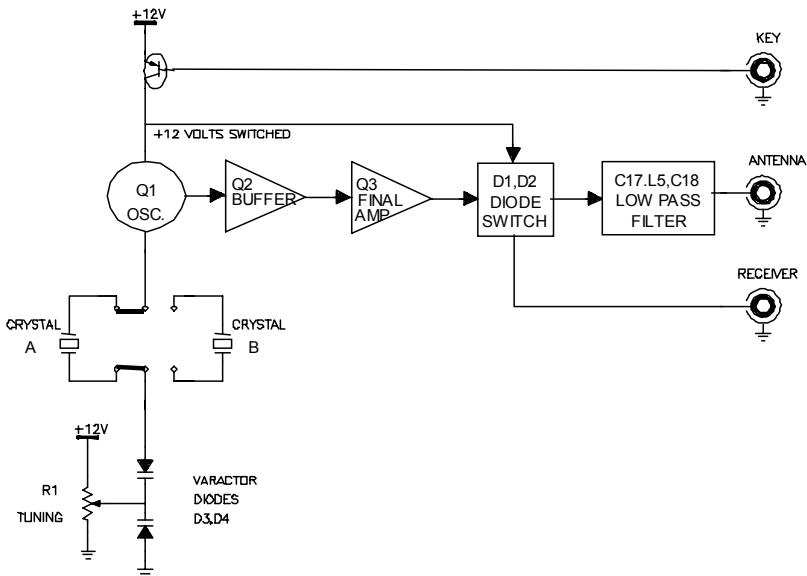 +12V
KEY
+12 VOLTS SWITCHED
ANTENNA
Q1
OSC.
Q2
BUFFER
Q3
FINAL
AMP
D1,D2
DIODE
SWITCH
C17.L5,C18
LOW PASS
FILTER
RECEIVER
CRYSTAL
A
CRYSTAL
B
+12V
R1
TUNING
VARACTOR
DIODES
D3,D4